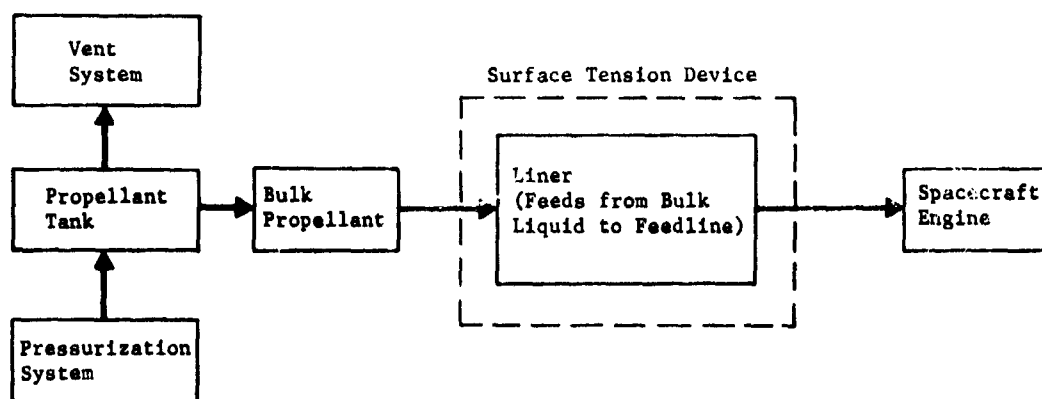 Vent
System
Surface Tension Device
Propellant
Tank
Bulk
Propellant
Liner
(Feeds from Bulk
Liquid to Feedline)
Spacecraft
Engine
Pressurization
System